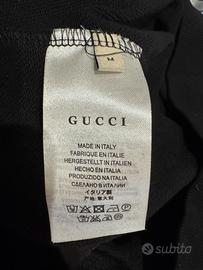 M
GUCCI
MADE IN ITALY
FABRIQUÉ EN ITALIE
HERGESTELLT IN ITALIEN
HECHO EN ITALIA
PRODUZIDO NA ITALIA
СДЕЛАНО В ИТАЛИИ
イタリア製
产地 意大利
subito